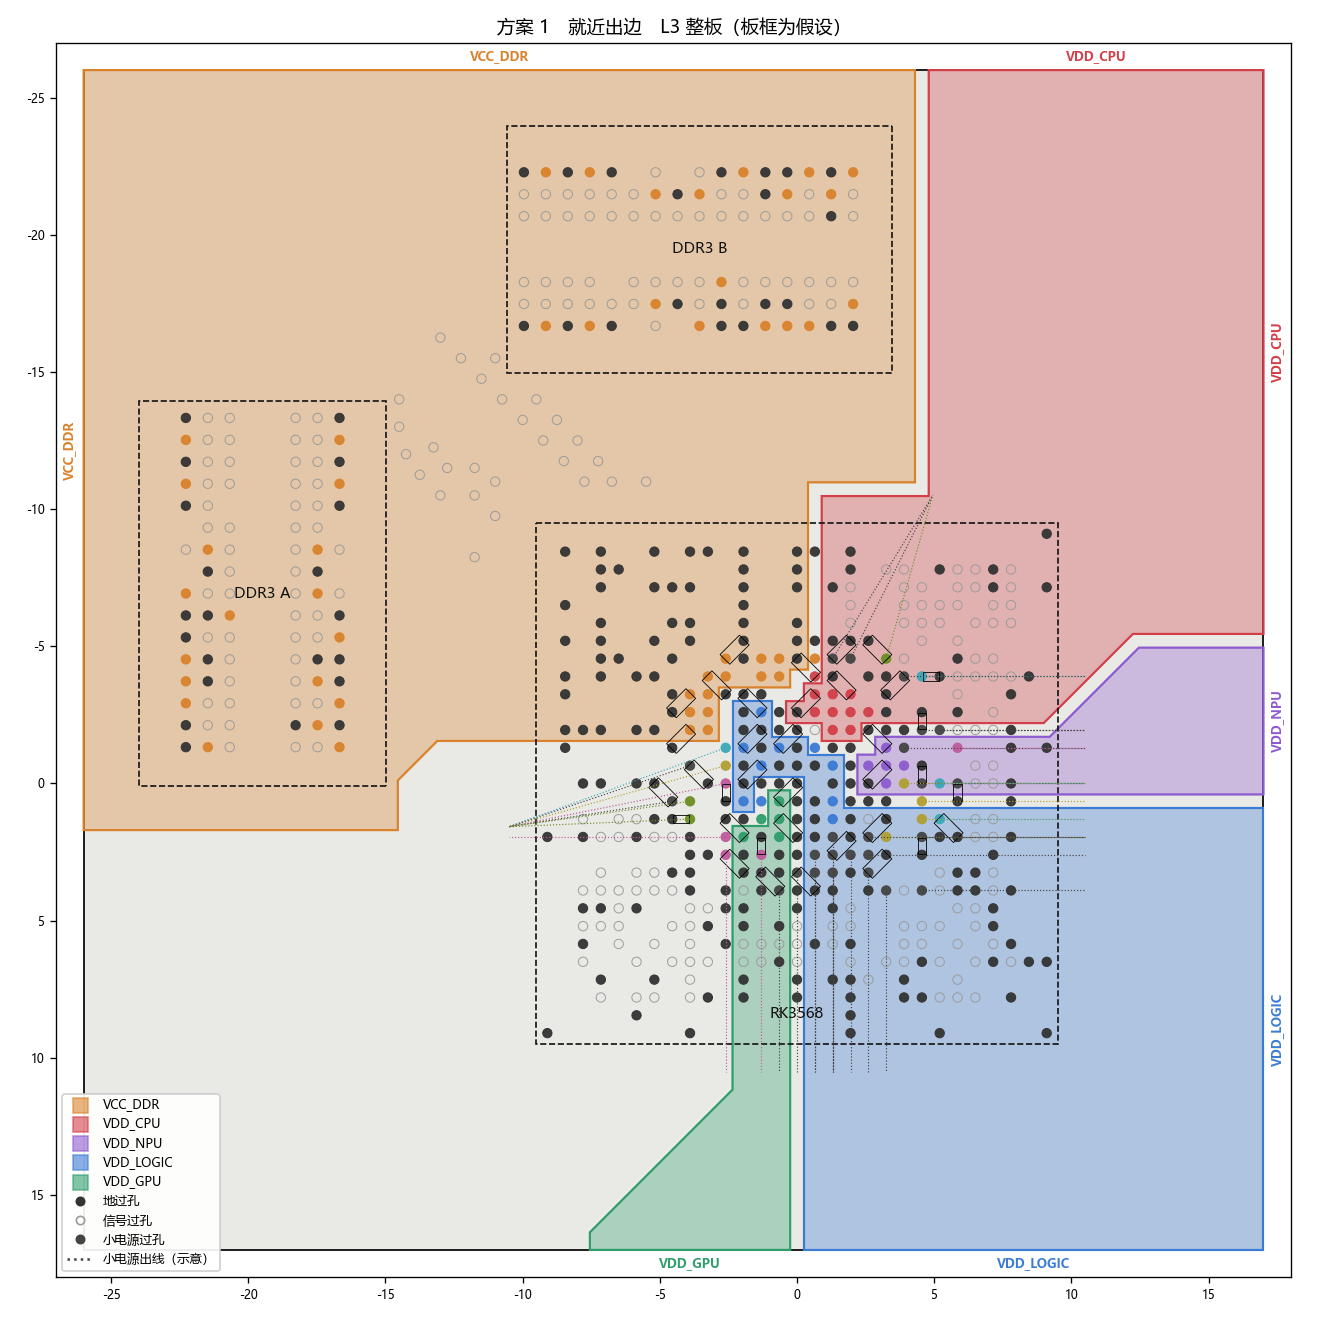 方案 1　就近出边　L3 整板（板框为假设）
VCC_DDR
VDD_CPU
-25
-20
-15
-10
-5
0
5
10
15
DDR3 B
VDD_CPU
VCC_DDR
DDR3 A
VDD_NPU
RK3568
VDD_LOGIC
VCC_DDR
VDD_CPU
VDD_NPU
VDD_LOGIC
VDD_GPU
地过孔
信号过孔
小电源过孔
小电源出线（示意）
VDD_GPU
VDD_LOGIC
-25
-20
-15
-10
-5
0
5
10
15